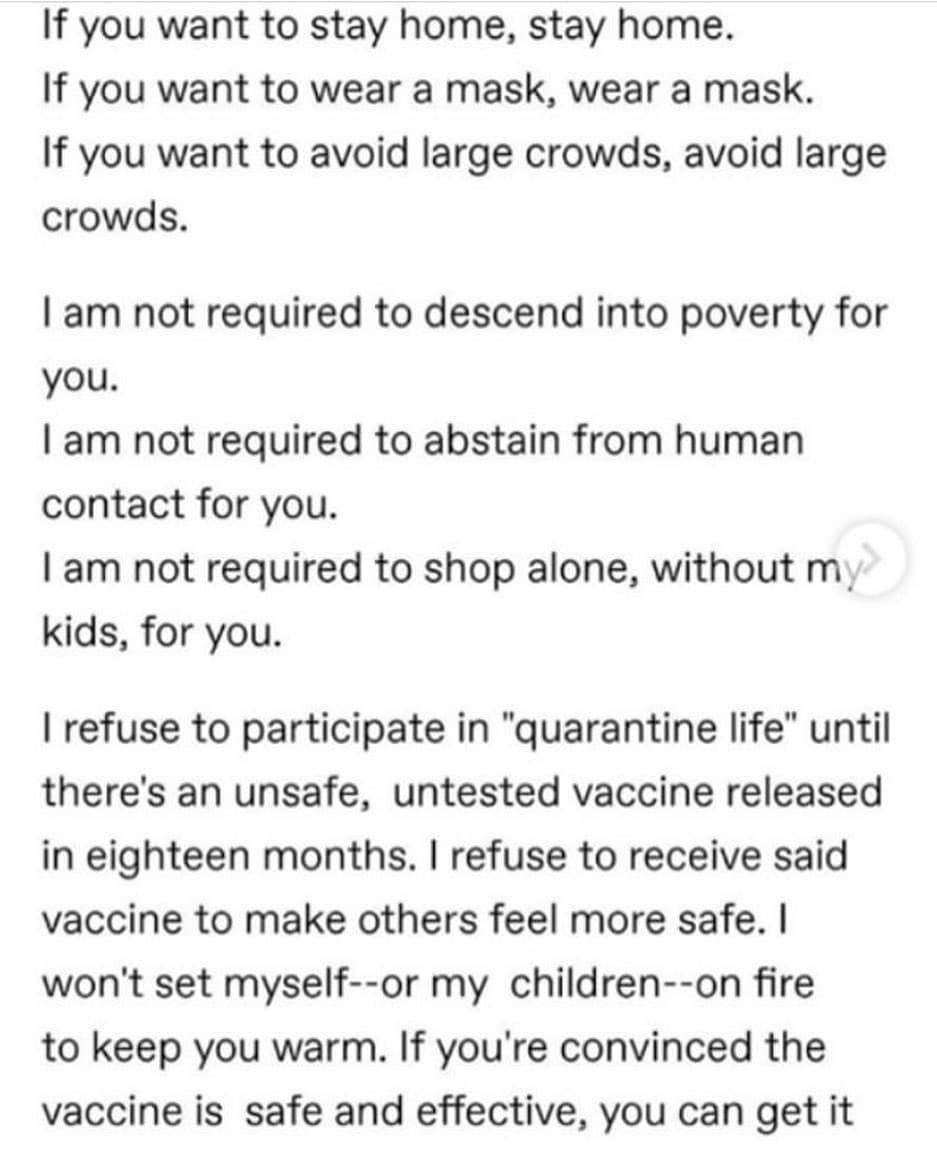 If you want to stay home, stay home.
If you want to wear a mask, wear a mask.
If you want to avoid large crowds, avoid large
crowds.
I am not required to descend into poverty for
you.
I am not required to abstain from human
contact for you.
I am not required to shop alone, without my
kids, for you.
I refuse to participate in "quarantine life" until
there's an unsafe,  untested vaccine released
in eighteen months. I refuse to receive said
vaccine to make others feel more safe. I
won't set myself--or my  children--on fire
to keep you warm. If you're convinced the
vaccine is  safe and effective, you can get it